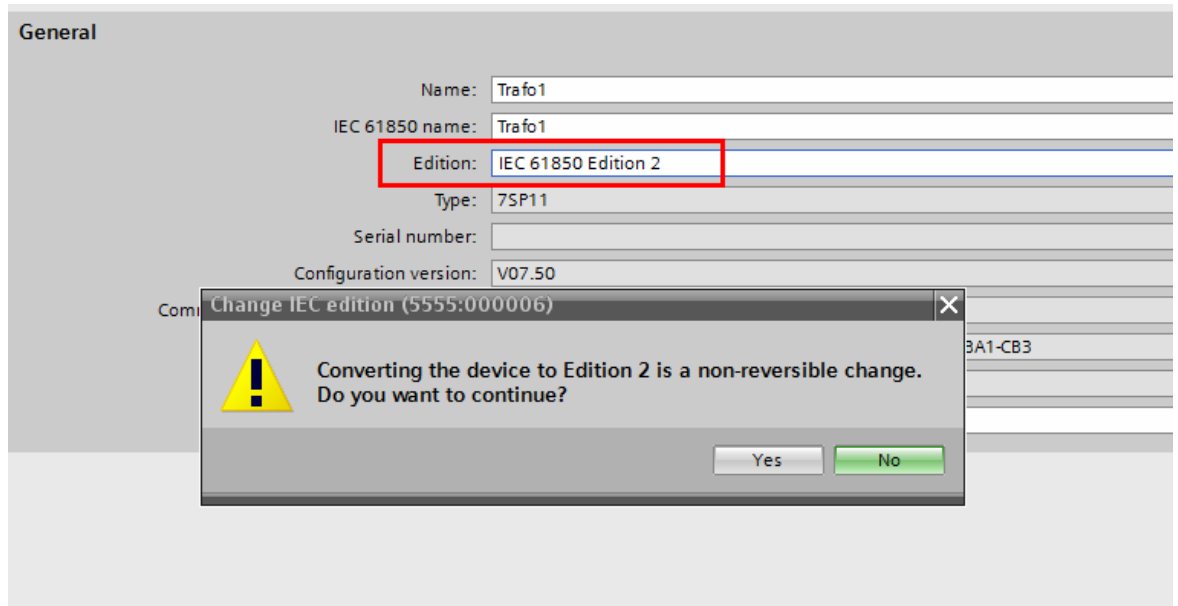 General
Name: Trafo1
IEC 61850 name: Trafo1
Edition: IEC 61850 Edition 2
Type: 7SP11
Serial number:
Configuration version: V07.50
Change IEC edition (5555:000006)
3A1-CB3
Converting the device to Edition 2 is a non-reversible change.
Do you want to continue?
Yes No